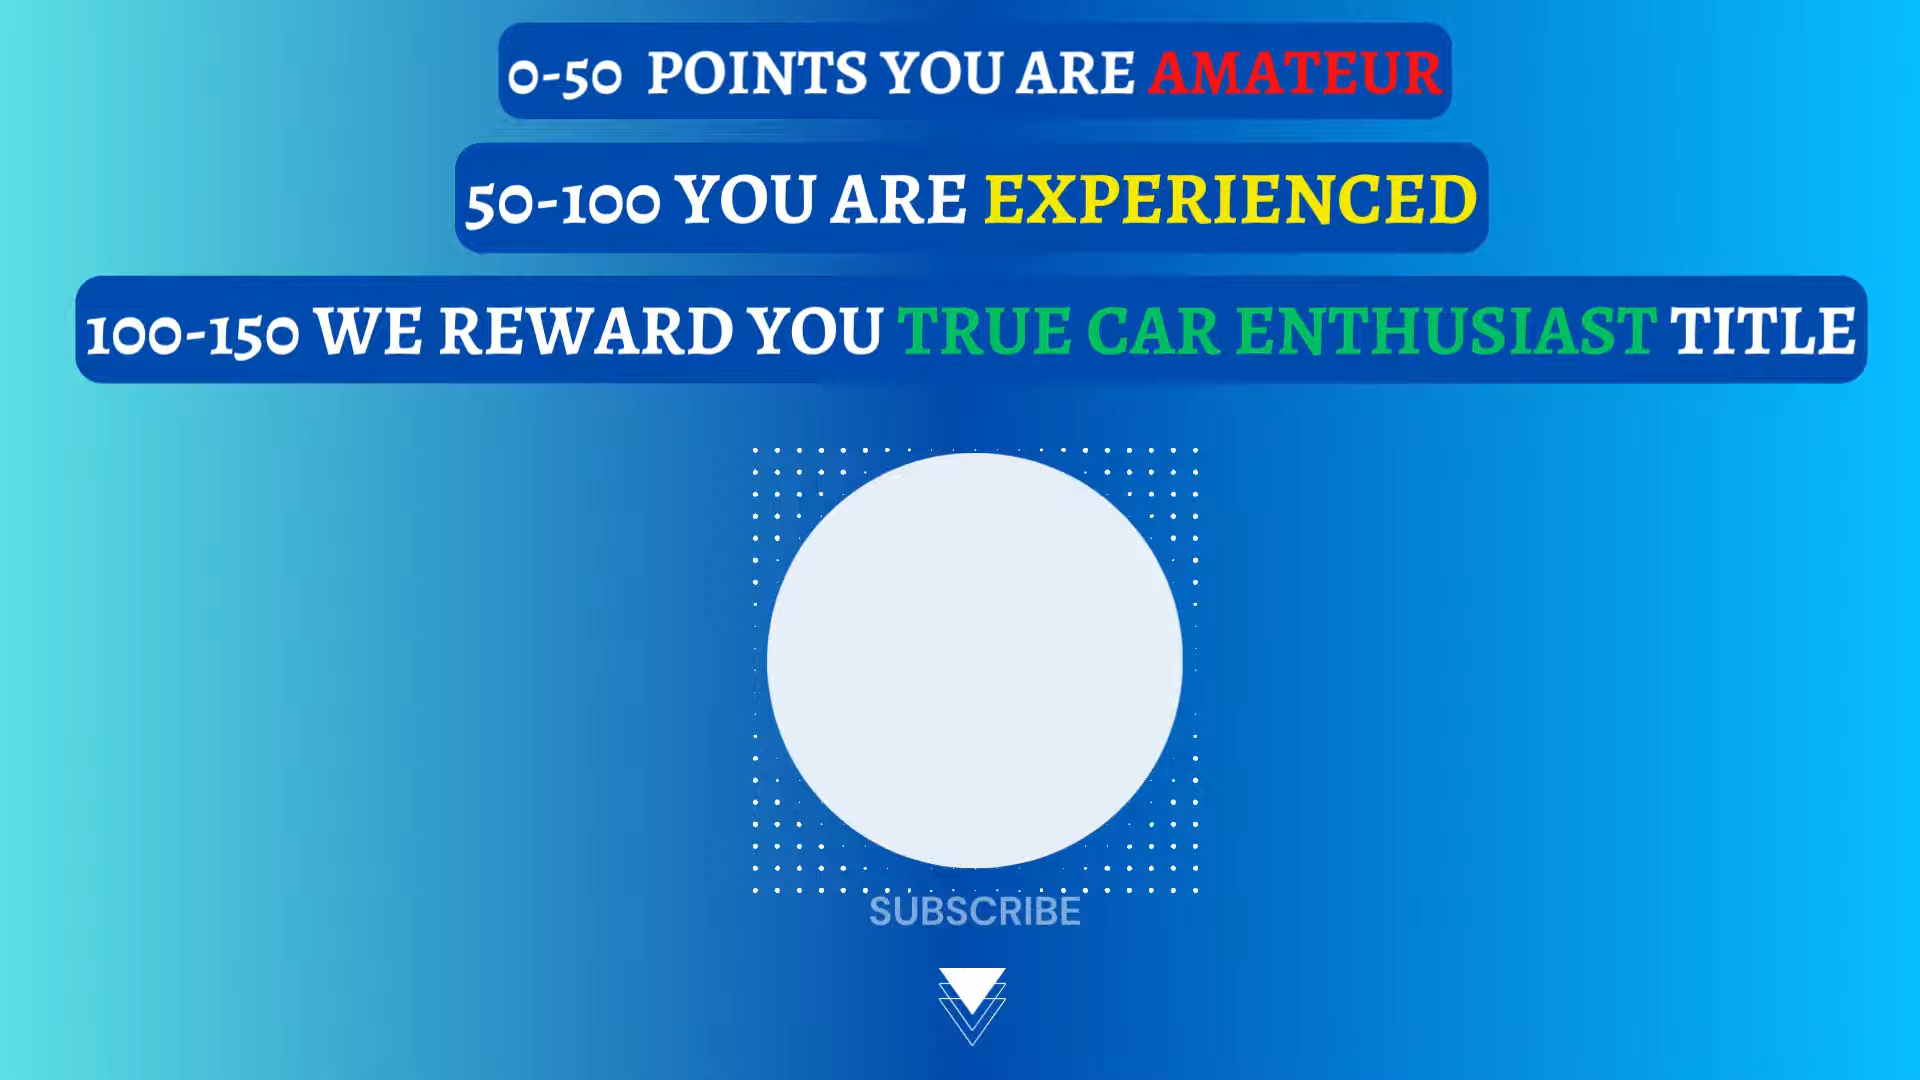 0-50 POINTS YOU ARE AMATEUR
50-100 YOU ARE EXPERIENCED
100-150 WE REWARD YOU TRUE CAR ENTHUSIAST TITLE
SUBSCRIBE